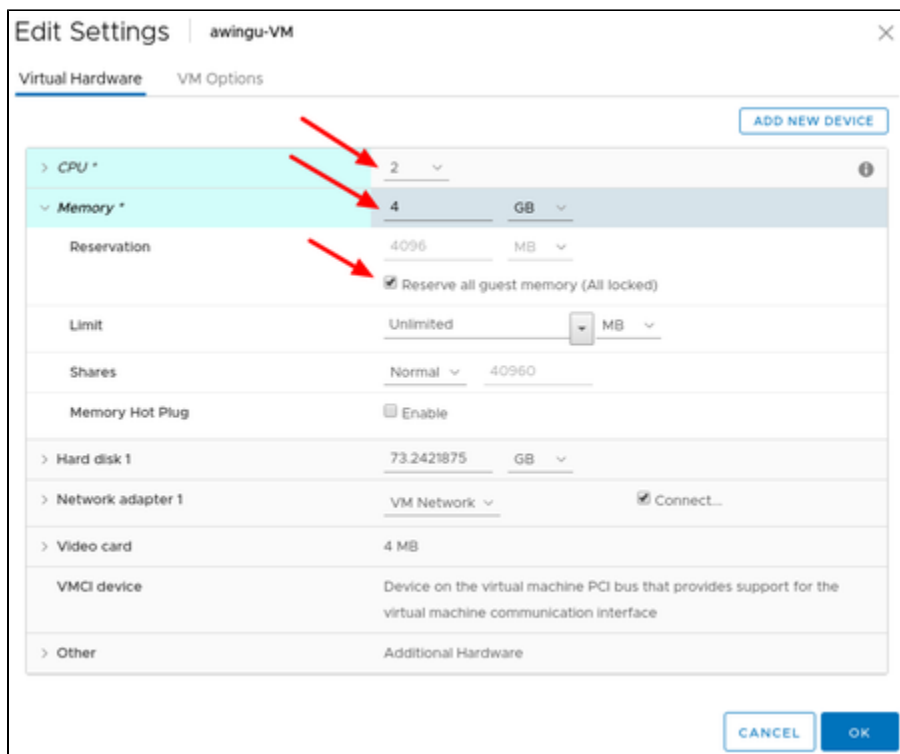 Edit Settings awingu-VM
Virtual Hardware VM Options
ADD NEW DEVICE
CPU * 2
Memory * 4 GB
Reservation 4096 MB
Reserve all guest memory (All locked)
Limit Unlimited MB
Shares Normal 40960
Memory Hot Plug Enable
Hard disk 1 73.2421875 GB
Network adapter 1 VM Network Connect...
Video card 4 MB
VMCI device Device on the virtual machine PCI bus that provides support for the
virtual machine communication interface
Other Additional Hardware
CANCEL OK